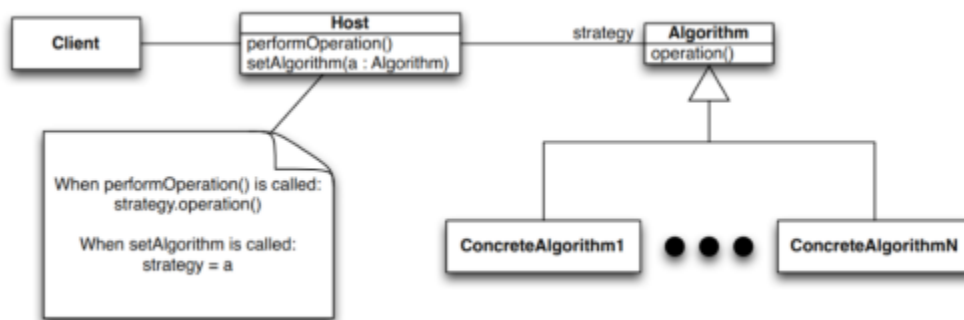 Client
Host
performOperation()
setAlgorithm(a : Algorithm)
strategy
Algorithm
operation()
When performOperation() is called:
strategy.operation()
When setAlgorithm is called:
strategy = a
ConcreteAlgorithm1
ConcreteAlgorithmN